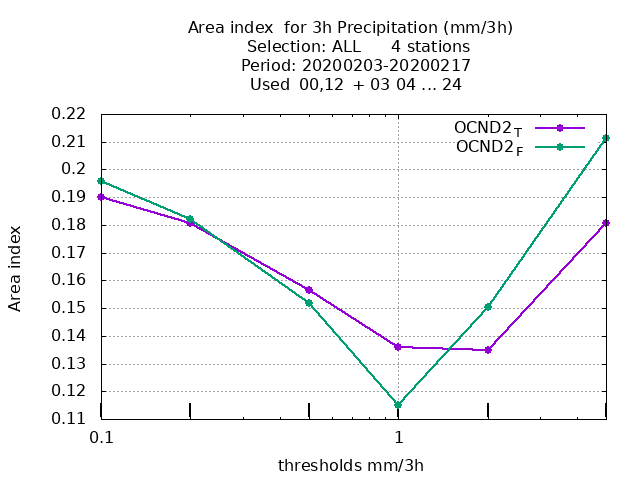 Area index  for 3h Precipitation (mm/3h)
Selection: ALL      4 stations
Period: 20200203-20200217
Used  00,12  + 03 04 ... 24
0.22
OCND2T
0.21
OCND2F
0.2
0.19
0.18
0.17
0.16
0.15
0.14
0.13
0.12
0.11
Area index
0.1 1
thresholds mm/3h